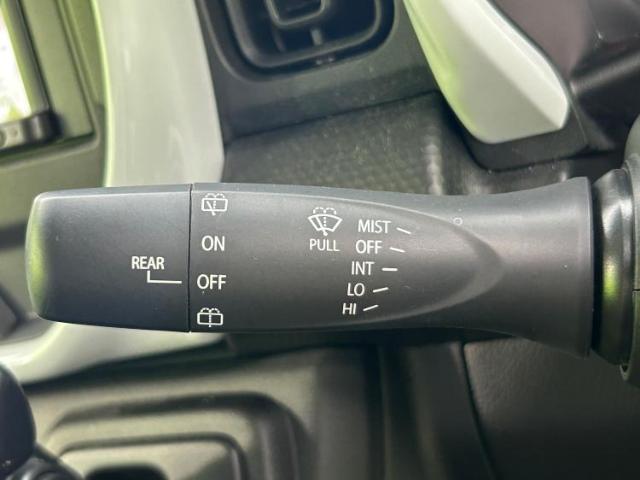 REAR
ON
OFF
PULL
MIST
OFF
INT
LO
HI